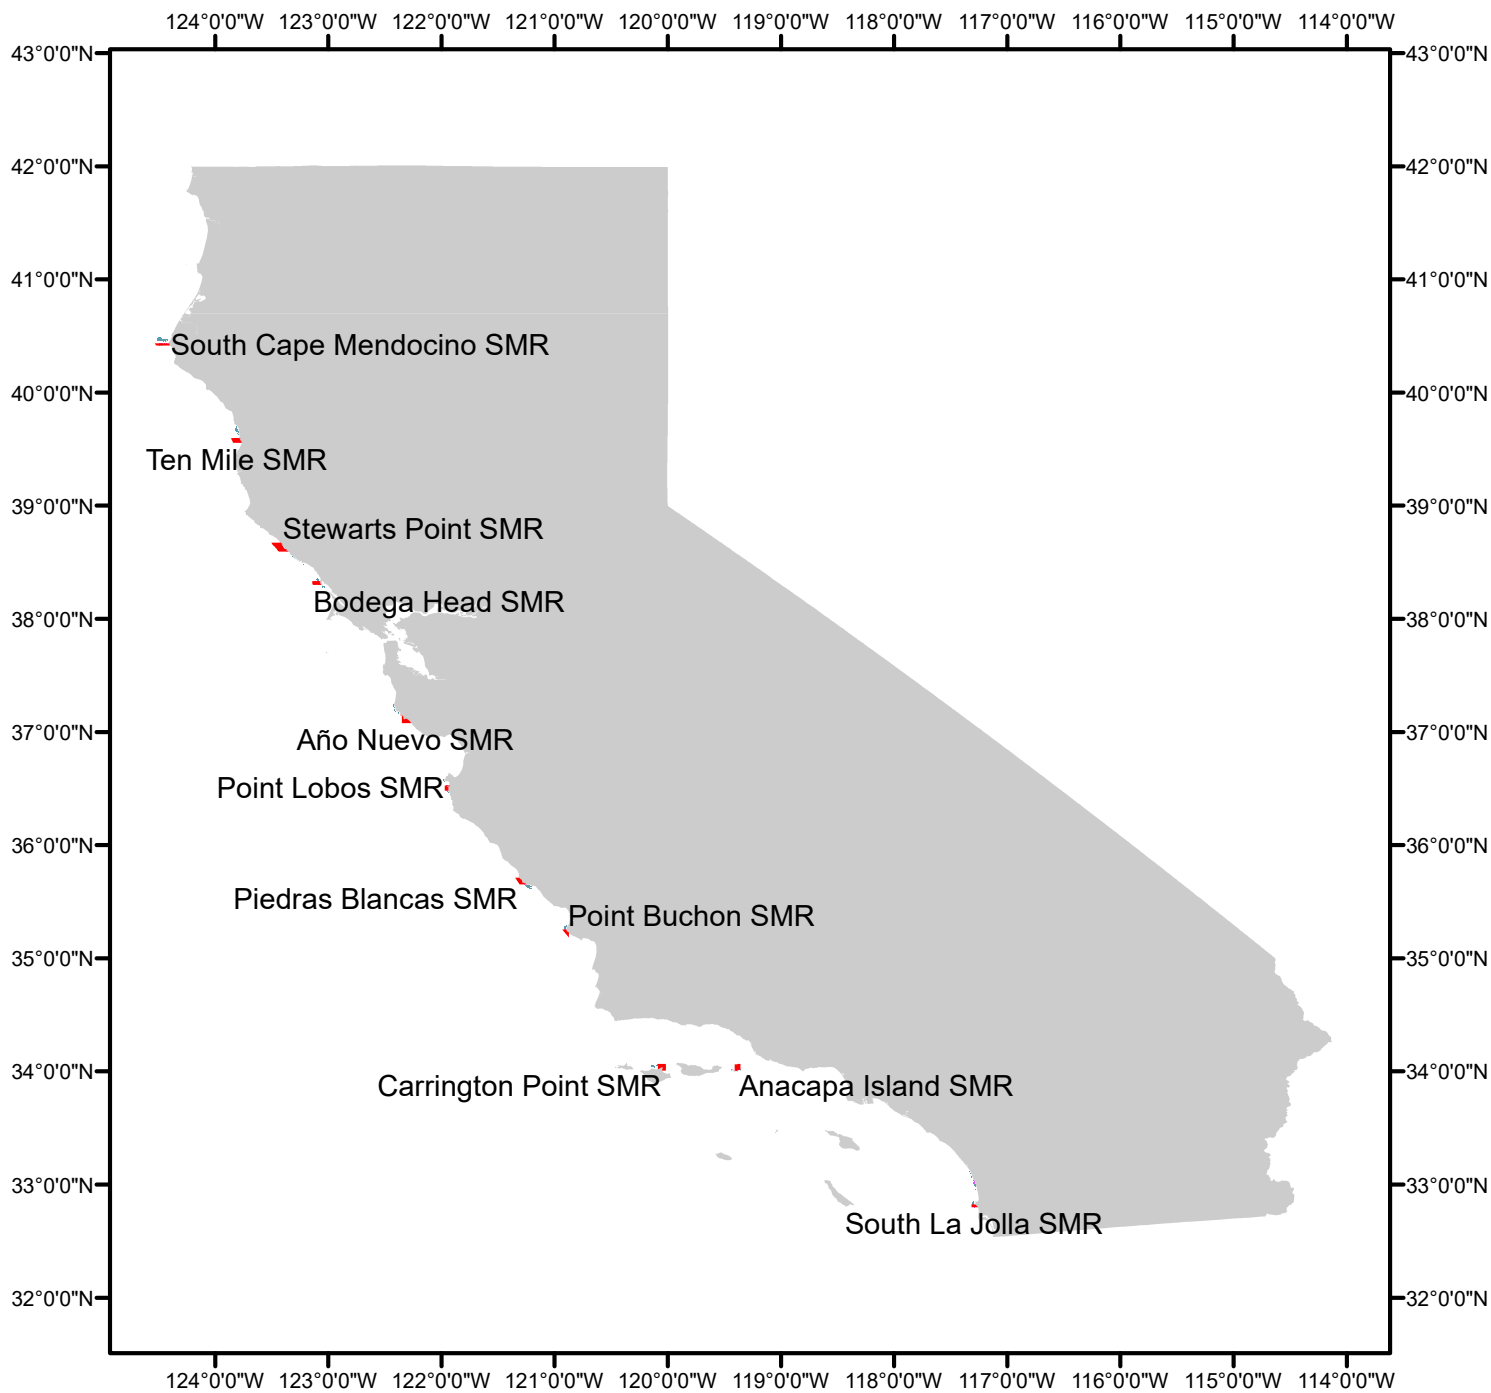 124°0'0"W 123°0'0"W 122°0'0"W 121°0'0"W 120°0'0"W 119°0'0"W 118°0'0"W 117°0'0"W 116°0'0"W 115°0'0"W 114°0'0"W
43°0'0"N 43°0'0"N
42°0'0"N 42°0'0"N
41°0'0"N 41°0'0"N
South Cape Mendocino SMR
40°0'0"N 40°0'0"N
Ten Mile SMR
39°0'0"N 39°0'0"N
Stewarts Point SMR
Bodega Head SMR
38°0'0"N 38°0'0"N
37°0'0"N 37°0'0"N
Año Nuevo SMR
Point Lobos SMR
36°0'0"N 36°0'0"N
Piedras Blancas SMR
Point Buchon SMR
35°0'0"N 35°0'0"N
34°0'0"N 34°0'0"N
Carrington Point SMR Anacapa Island SMR
33°0'0"N 33°0'0"N
South La Jolla SMR
32°0'0"N 32°0'0"N
124°0'0"W 123°0'0"W 122°0'0"W 121°0'0"W 120°0'0"W 119°0'0"W 118°0'0"W 117°0'0"W 116°0'0"W 115°0'0"W 114°0'0"W